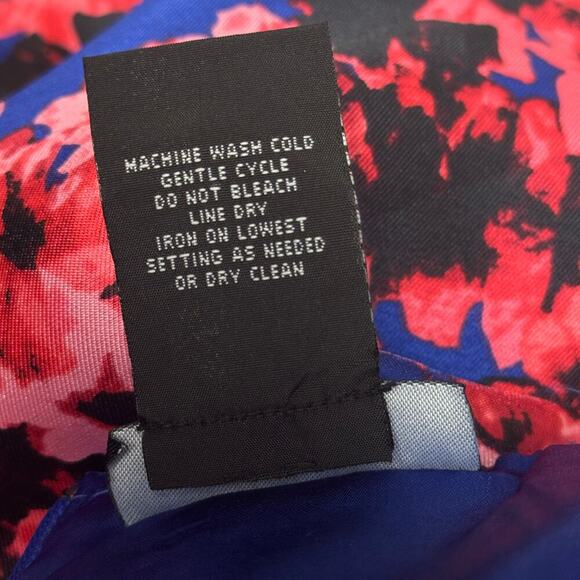 MACHINE WASH COLD
GENTLE CYCLE
DO NOT BLEACH
LINE DRY
IRON ON LOWEST
SETTING AS NEEDED
OR DRY CLEAN